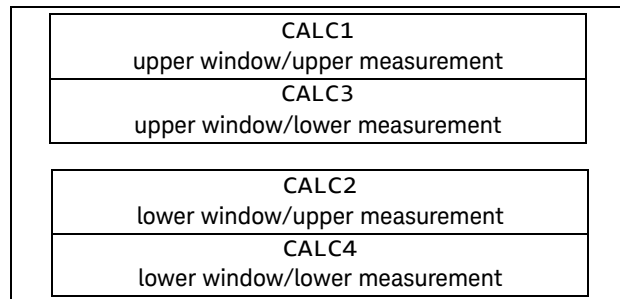 CALC1
upper window/upper measurement
CALC3
upper window/lower measurement
CALC2
lower window/upper measurement
CALC4
lower window/lower measurement